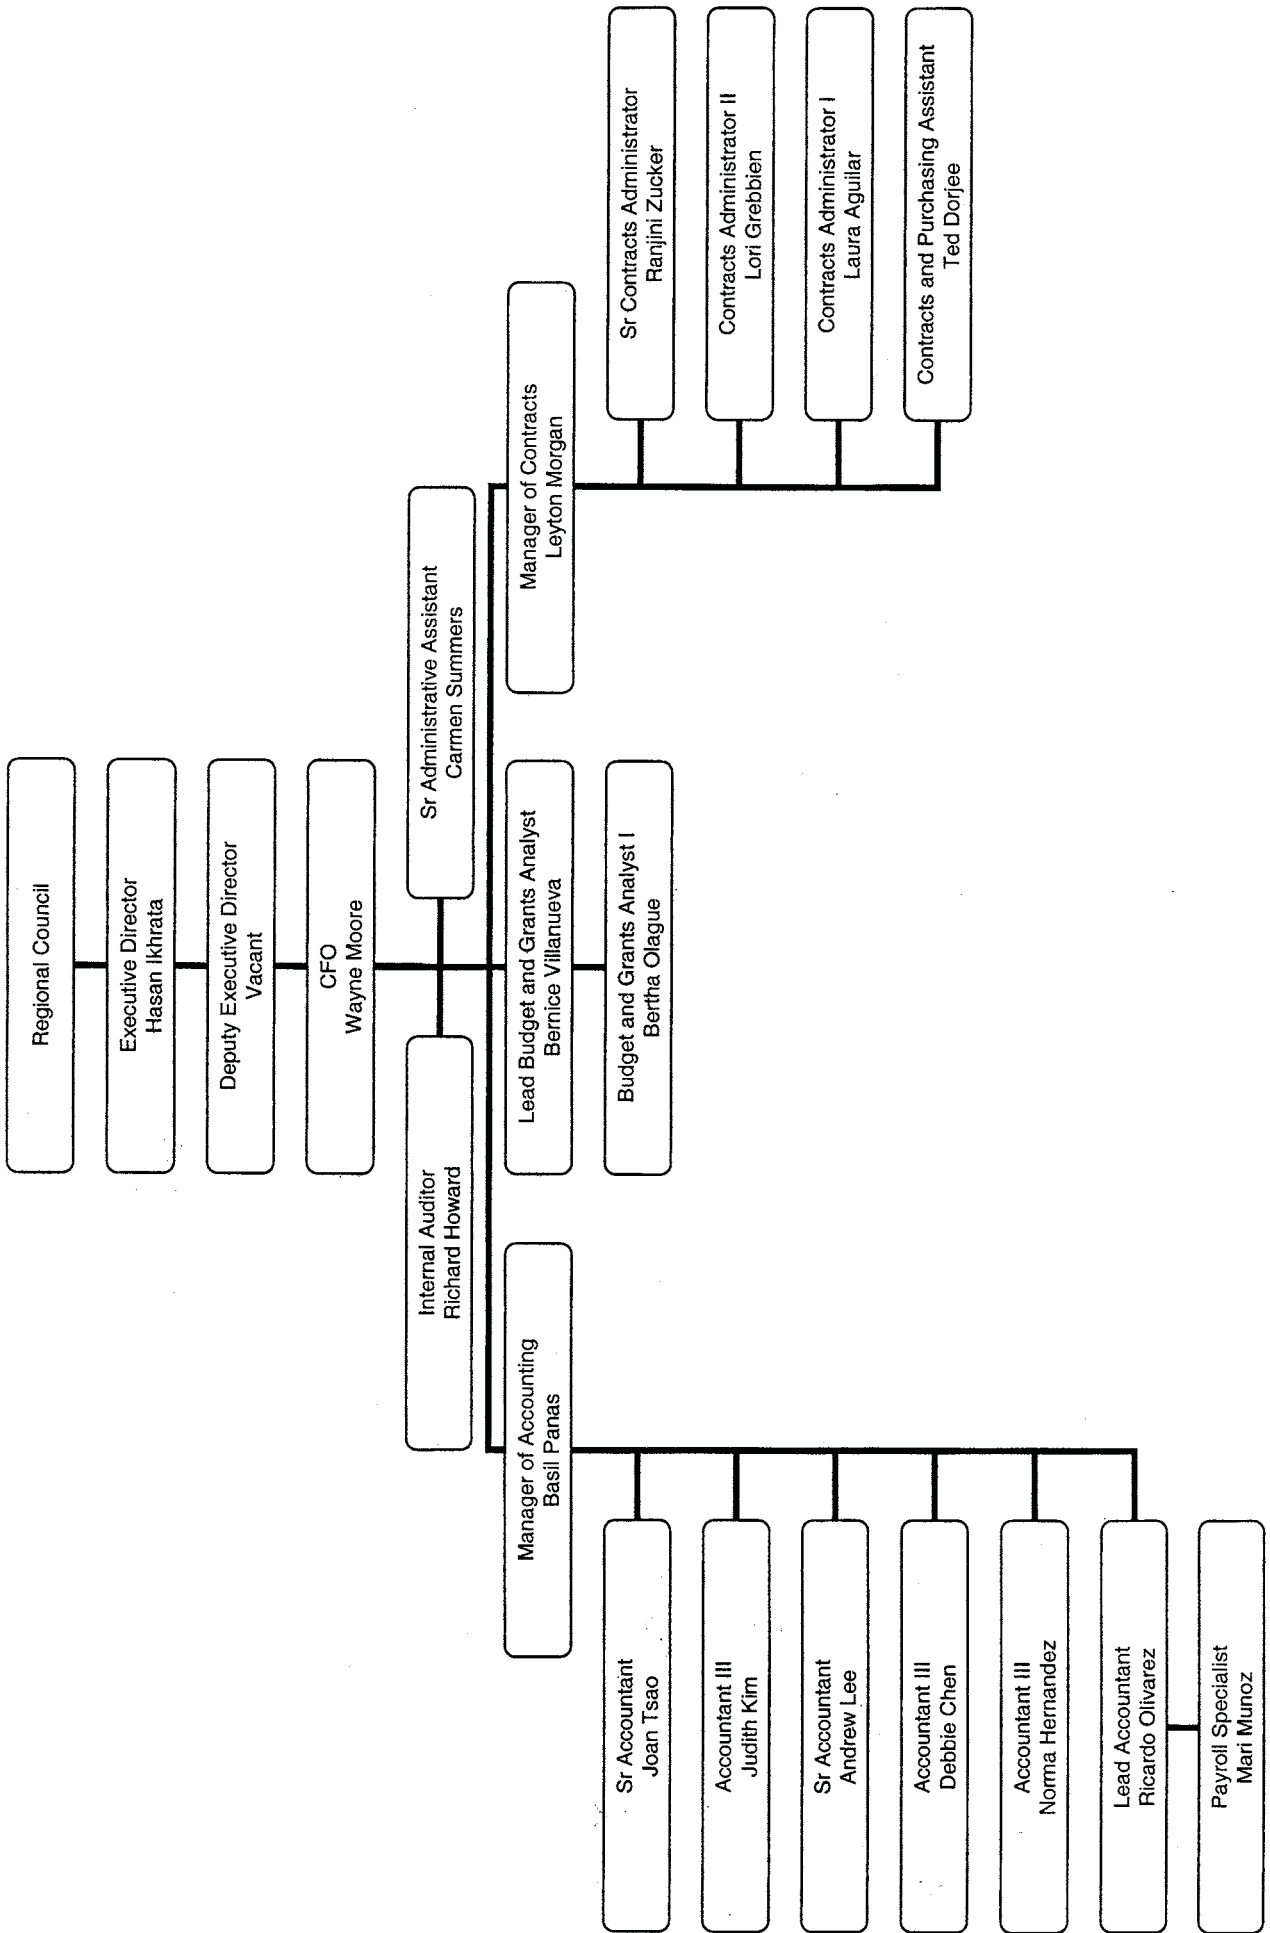 Regional Council
Executive Director
Hasan Ikhrata
Deputy Executive Director
Vacant
CFO
Wayne Moore
Internal Auditor
Richard Howard
Sr Administrative Assistant
Carmen Summers
Manager of Accounting
Basil Panas
Lead Budget and Grants Analyst
Bernice Villanueva
Manager of Contracts
Leyton Morgan
Sr Accountant
Joan Tsao
Accountant III
Judith Kim
Sr Accountant
Andrew Lee
Accountant III
Debbie Chen
Accountant III
Norma Hernandez
Lead Accountant
Ricardo Olivarez
Payroll Specialist
Mari Munoz
Budget and Grants Analyst I
Bertha Olague
Sr Contracts Administrator
Ranjini Zucker
Contracts Administrator II
Lori Grebbien
Contracts Administrator I
Laura Aguilar
Contracts and Purchasing Assistant
Ted Dorjee